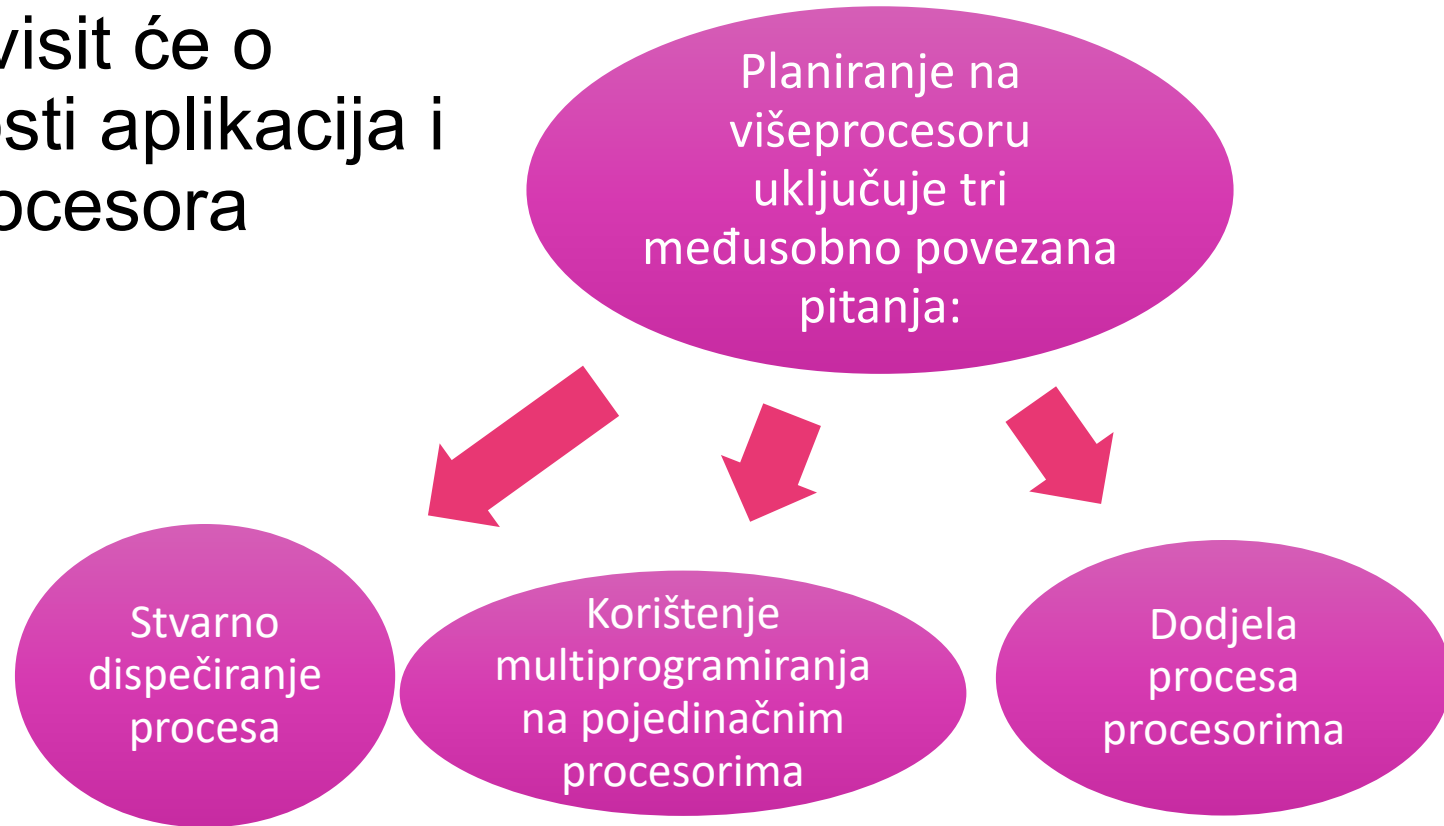 visit će o
osti aplikacija i
ocesora
Planiranje na
višeprocesoru
uključuje tri
međusobno povezana
pitanja:
Stvarno
dispečiranje
procesa
Korištenje
multiprogramiranja
na pojedinačnim
procesorima
Dodjela
procesa
procesorima